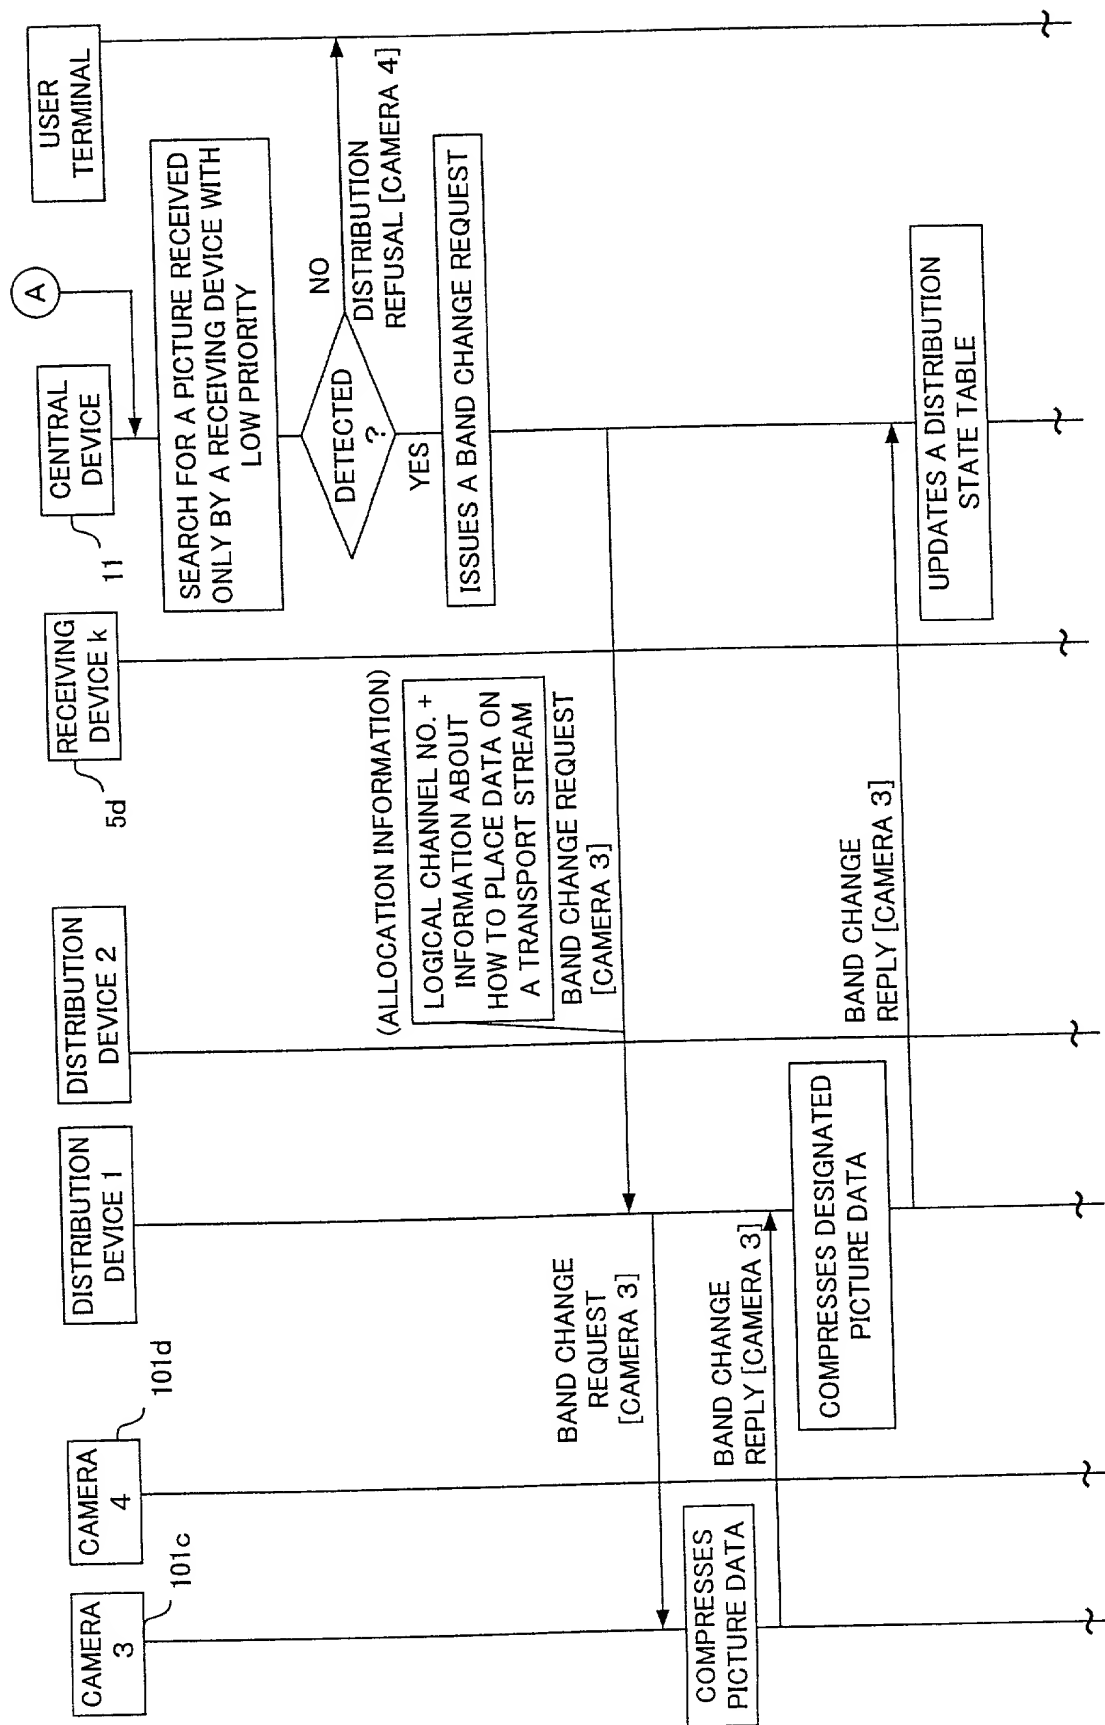 CAMERA
3
101c
CAMERA
4
101d
DISTRIBUTION
DEVICE 1
DISTRIBUTION
DEVICE 2
RECEIVING
DEVICE k
5d
CENTRAL
DEVICE
11
A
USER
TERMINAL
SEARCH FOR A PICTURE RECEIVED
ONLY BY A RECEIVING DEVICE WITH
LOW PRIORITY
DETECTED
?
NO
DISTRIBUTION
REFUSAL [CAMERA 4]
YES
ISSUES A BAND CHANGE REQUEST
(ALLOCATION INFORMATION)
LOGICAL CHANNEL NO. +
INFORMATION ABOUT
HOW TO PLACE DATA ON
A TRANSPORT STREAM
BAND CHANGE REQUEST
[CAMERA 3]
BAND CHANGE
REQUEST
[CAMERA 3]
COMPRESSES
PICTURE DATA
BAND CHANGE
REPLY [CAMERA 3]
COMPRESSES DESIGNATED
PICTURE DATA
BAND CHANGE
REPLY [CAMERA 3]
UPDATES A DISTRIBUTION
STATE TABLE